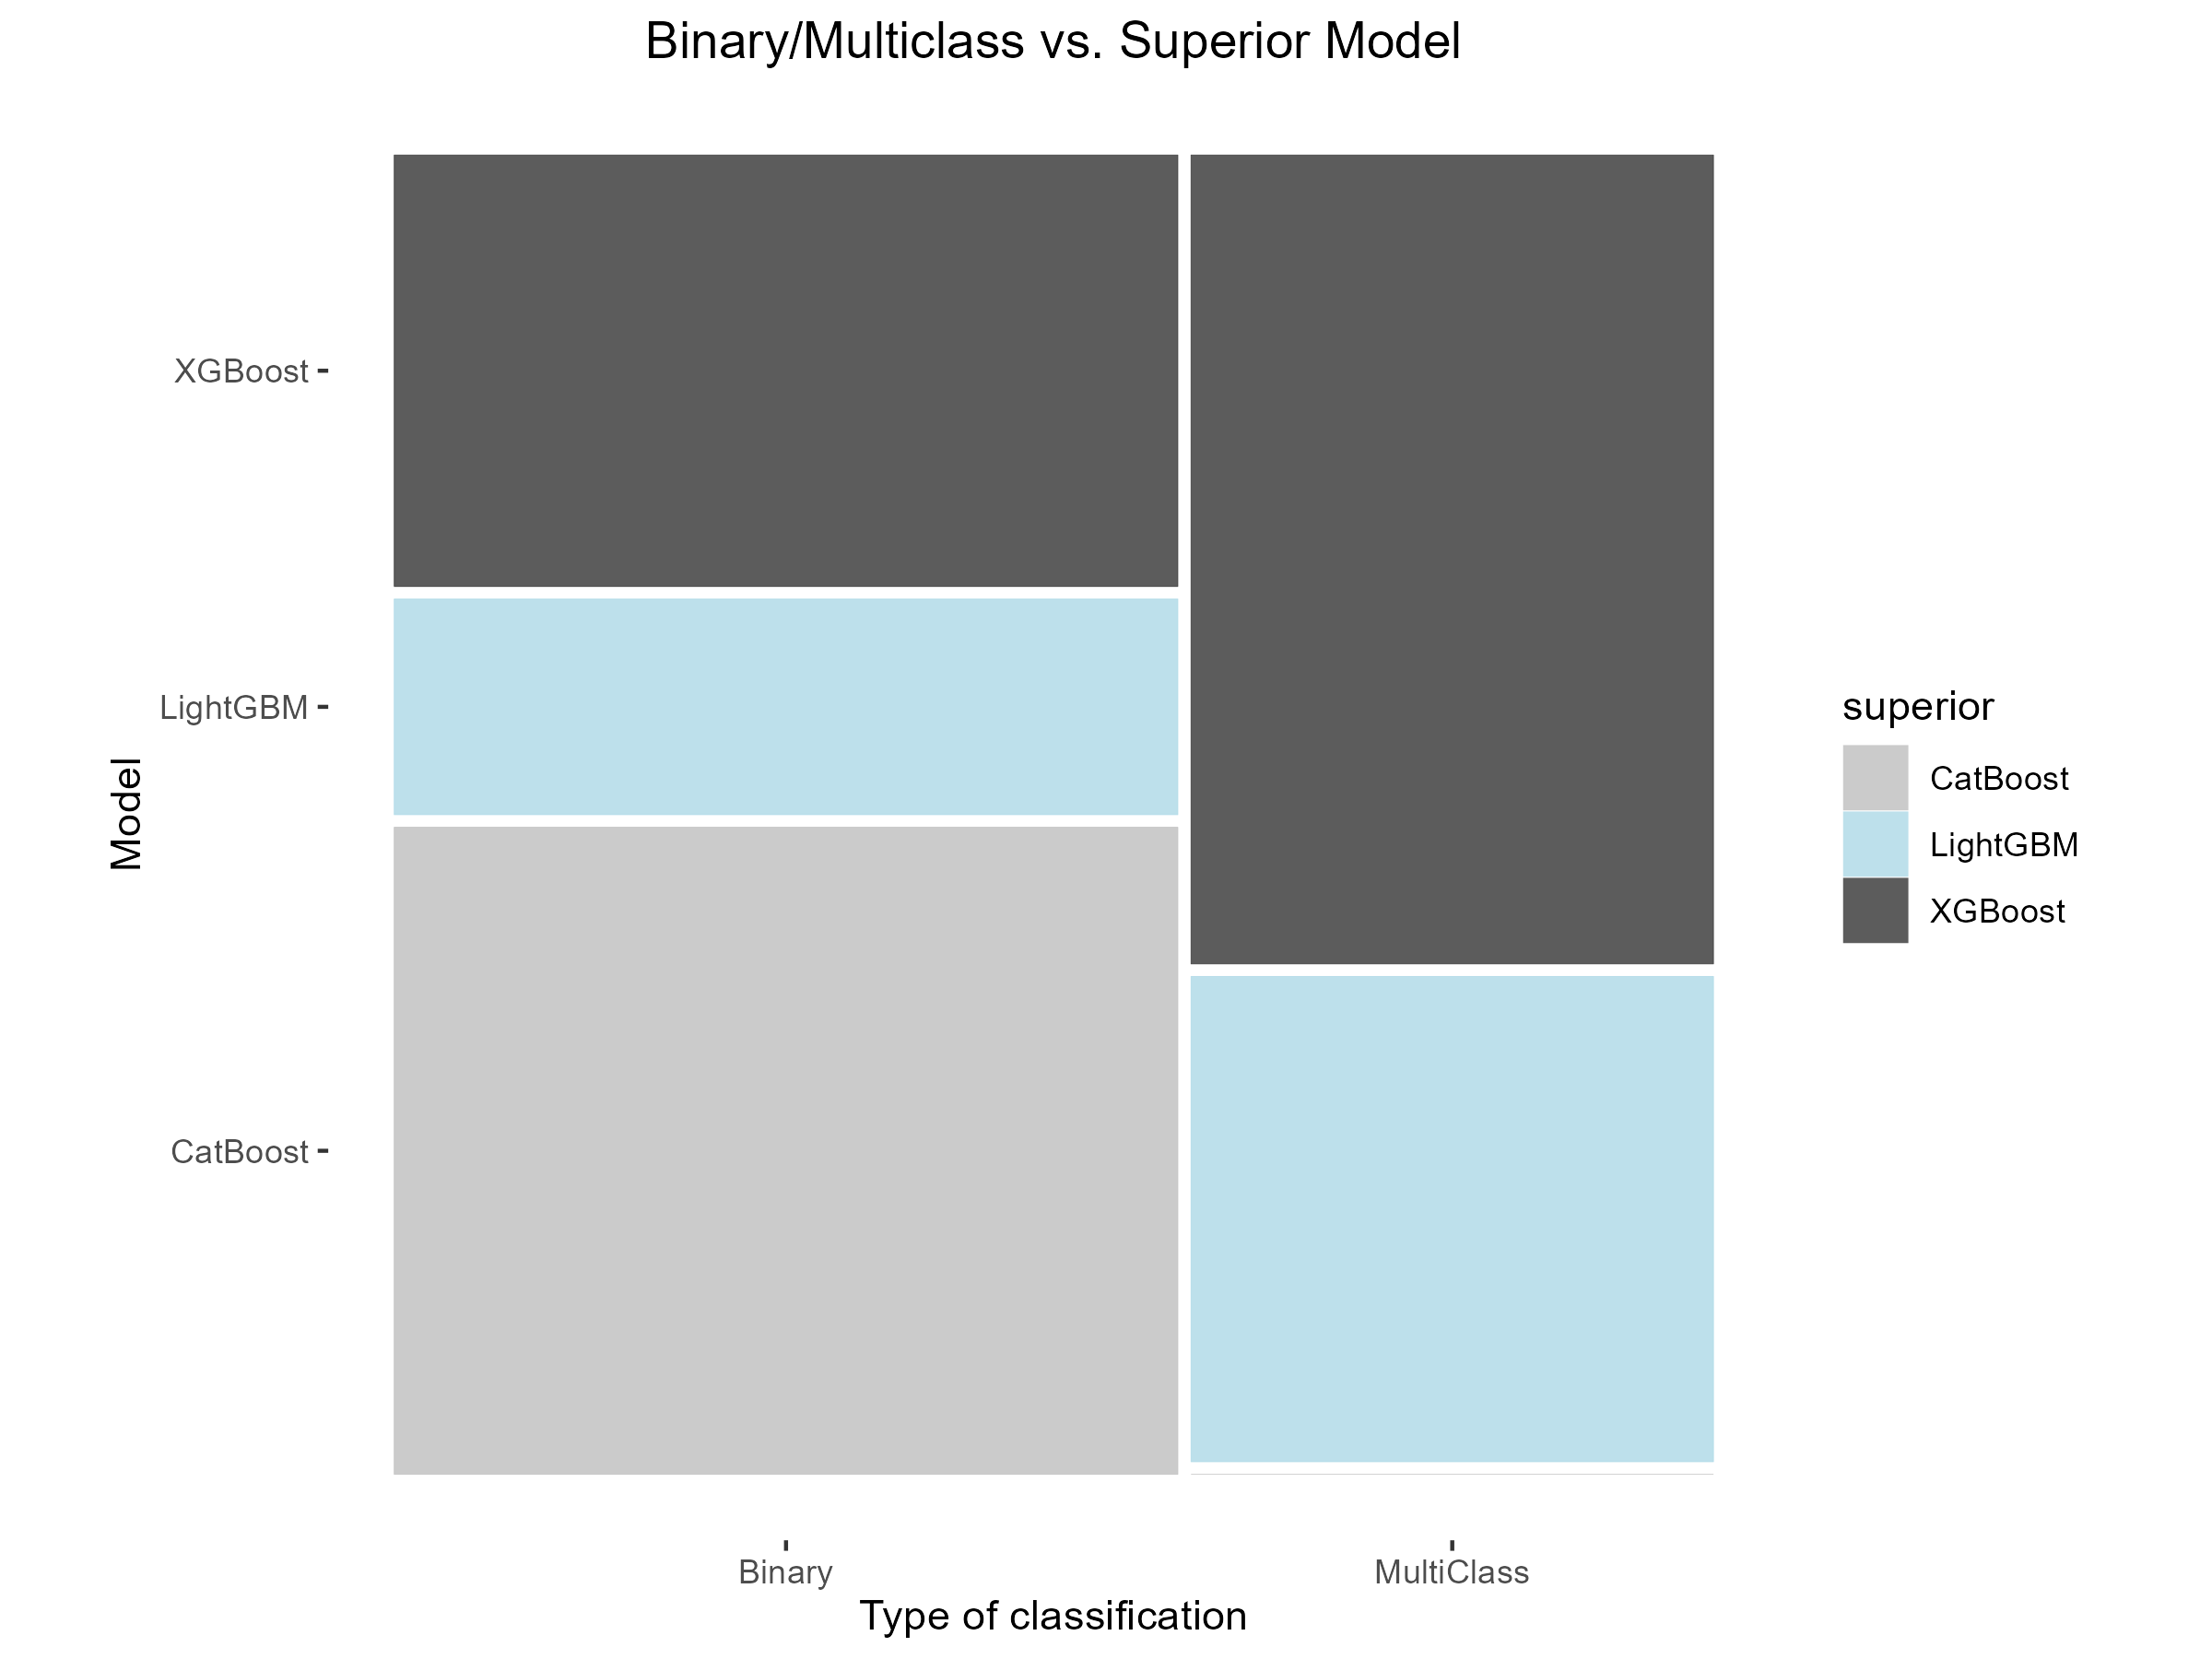 Binary/Multiclass vs. Superior Model
XGBoost
LightGBM
CatBoost
Model
Binary
MultiClass
Type of classification
superior
CatBoost
LightGBM
XGBoost